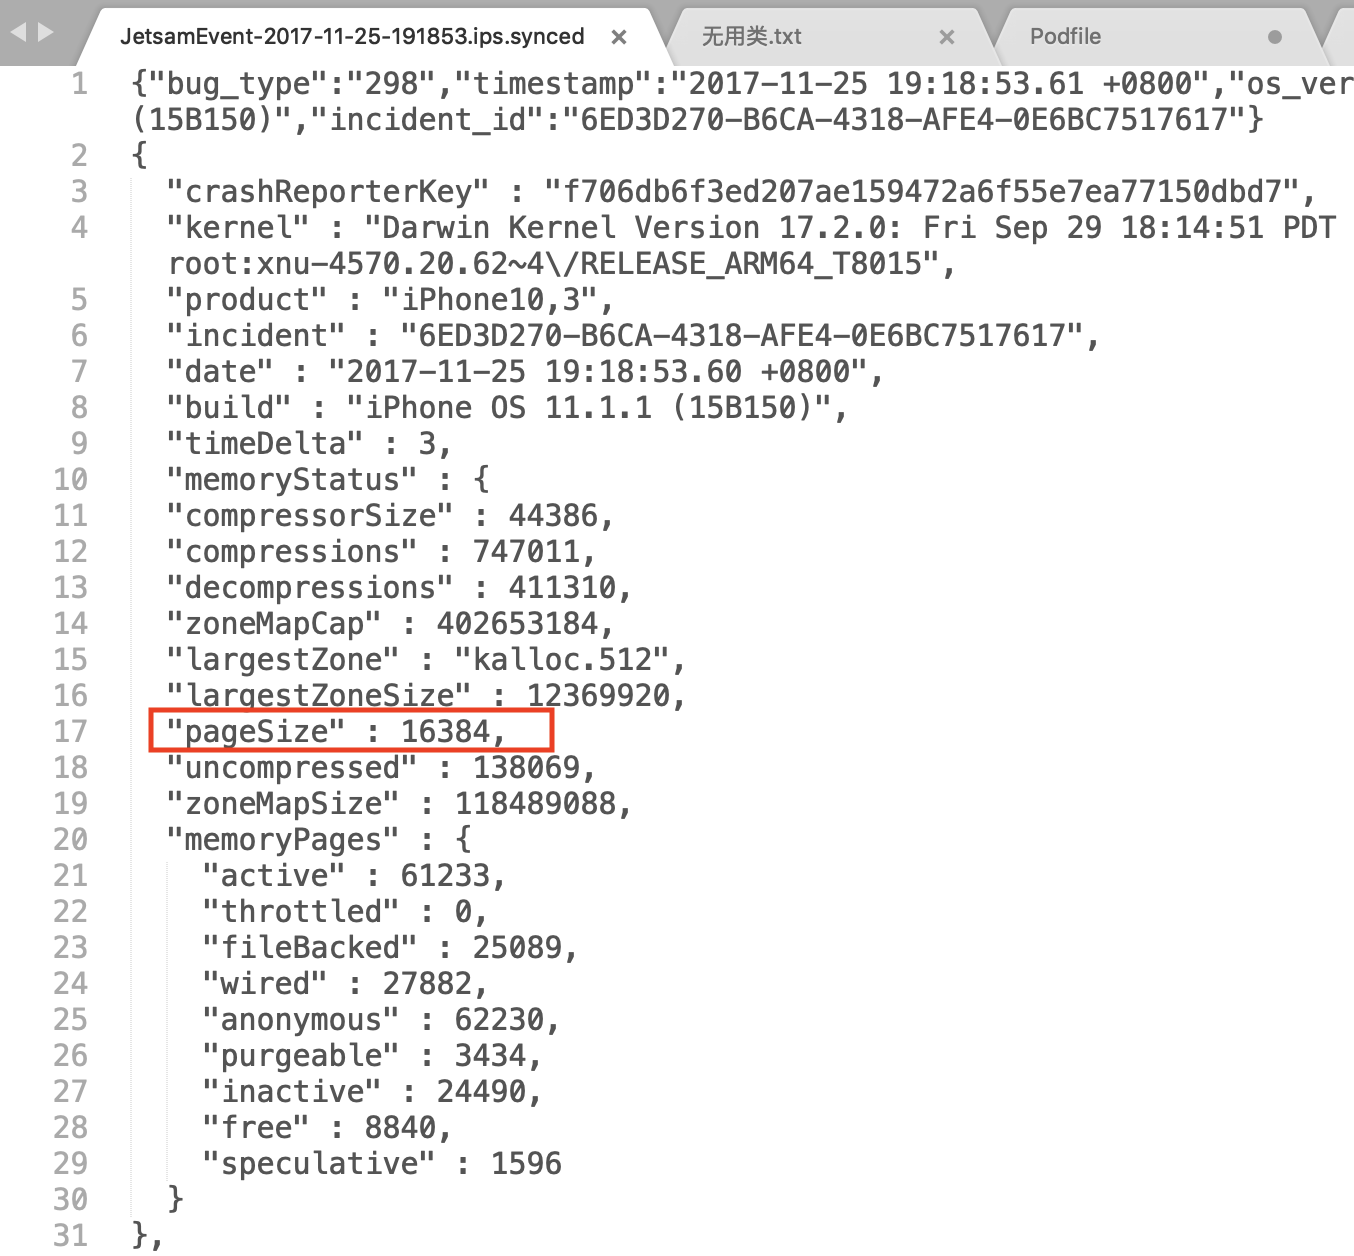 JetsamEvent-2017-11-25-191853.ips.synced × 无用类.txt × Podfile
1 {"bug_type":"298","timestamp":"2017-11-25 19:18:53.61 +0800","os_ver
(15B150)","incident_id":"6ED3D270-B6CA-4318-AFE4-0E6BC7517617"}
2 {
3 "crashReporterKey" : "f706db6f3ed207ae159472a6f55e7ea77150dbd7",
4 "kernel" : "Darwin Kernel Version 17.2.0: Fri Sep 29 18:14:51 PDT
root:xnu-4570.20.62~4\/RELEASE_ARM64_T8015",
5 "product" : "iPhone10,3",
6 "incident" : "6ED3D270-B6CA-4318-AFE4-0E6BC7517617",
7 "date" : "2017-11-25 19:18:53.60 +0800",
8 "build" : "iPhone OS 11.1.1 (15B150)",
9 "timeDelta" : 3,
10 "memoryStatus" : {
11 "compressorSize" : 44386,
12 "compressions" : 747011,
13 "decompressions" : 411310,
14 "zoneMapCap" : 402653184,
15 "largestZone" : "kalloc.512",
16 "largestZoneSize" : 12369920,
17 "pageSize" : 16384,
18 "uncompressed" : 138069,
19 "zoneMapSize" : 118489088,
20 "memoryPages" : {
21 "active" : 61233,
22 "throttled" : 0,
23 "fileBacked" : 25089,
24 "wired" : 27882,
25 "anonymous" : 62230,
26 "purgeable" : 3434,
27 "inactive" : 24490,
28 "free" : 8840,
29 "speculative" : 1596
30 }
31 },